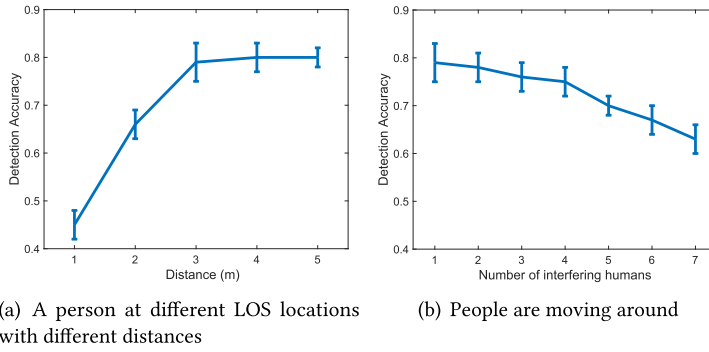 0.9
0.8
0.7
0.6
0.5
0.4
Detection Accuracy
1 2 3 4 5
Distance (m)
(a) A person at different LOS locations
with different distances
0.9
0.8
0.7
0.6
0.5
0.4
Detection Accuracy
1 2 3 4 5 6 7
Number of interfering humans
(b) People are moving around